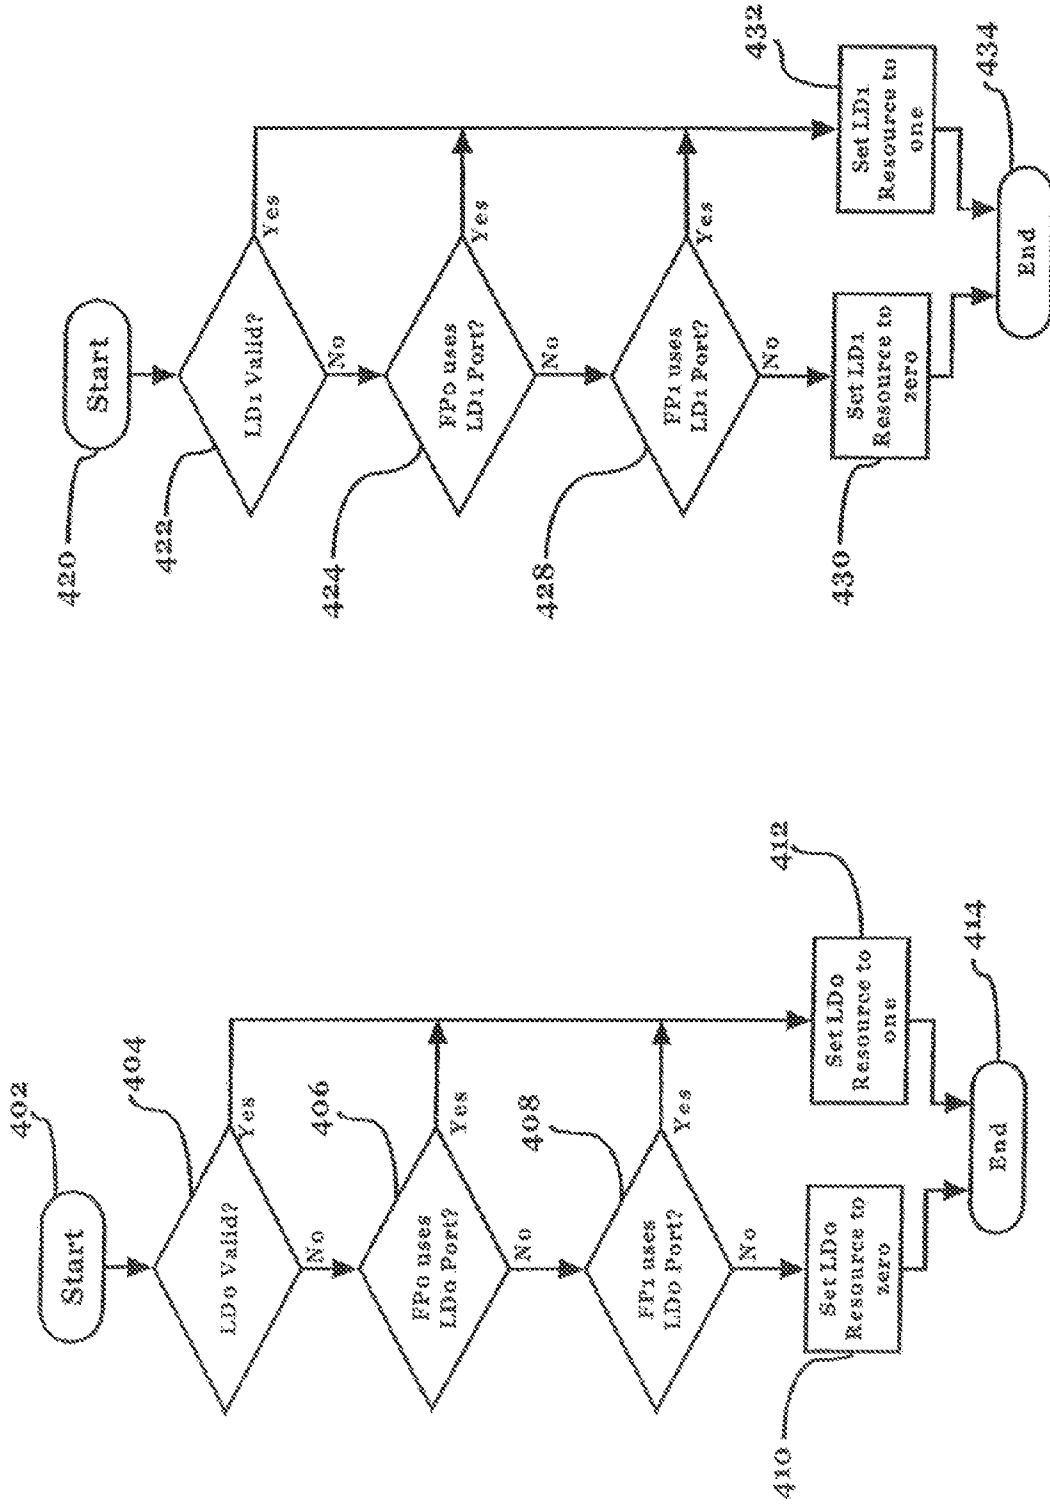 402
Start
404
LD0 Valid?
Yes
No
406
FP0 uses
LD0 Port?
Yes
No
408
FP1 uses
LD0 Port?
Yes
No
410
Set LD0
Resource to
zero
412
Set LD0
Resource to
one
414
End
420
Start
422
LD1 Valid?
Yes
No
424
FP0 uses
LD1 Port?
Yes
No
428
FP1 uses
LD1 Port?
Yes
No
430
Set LD1
Resource to
zero
432
Set LD1
Resource to
one
434
End